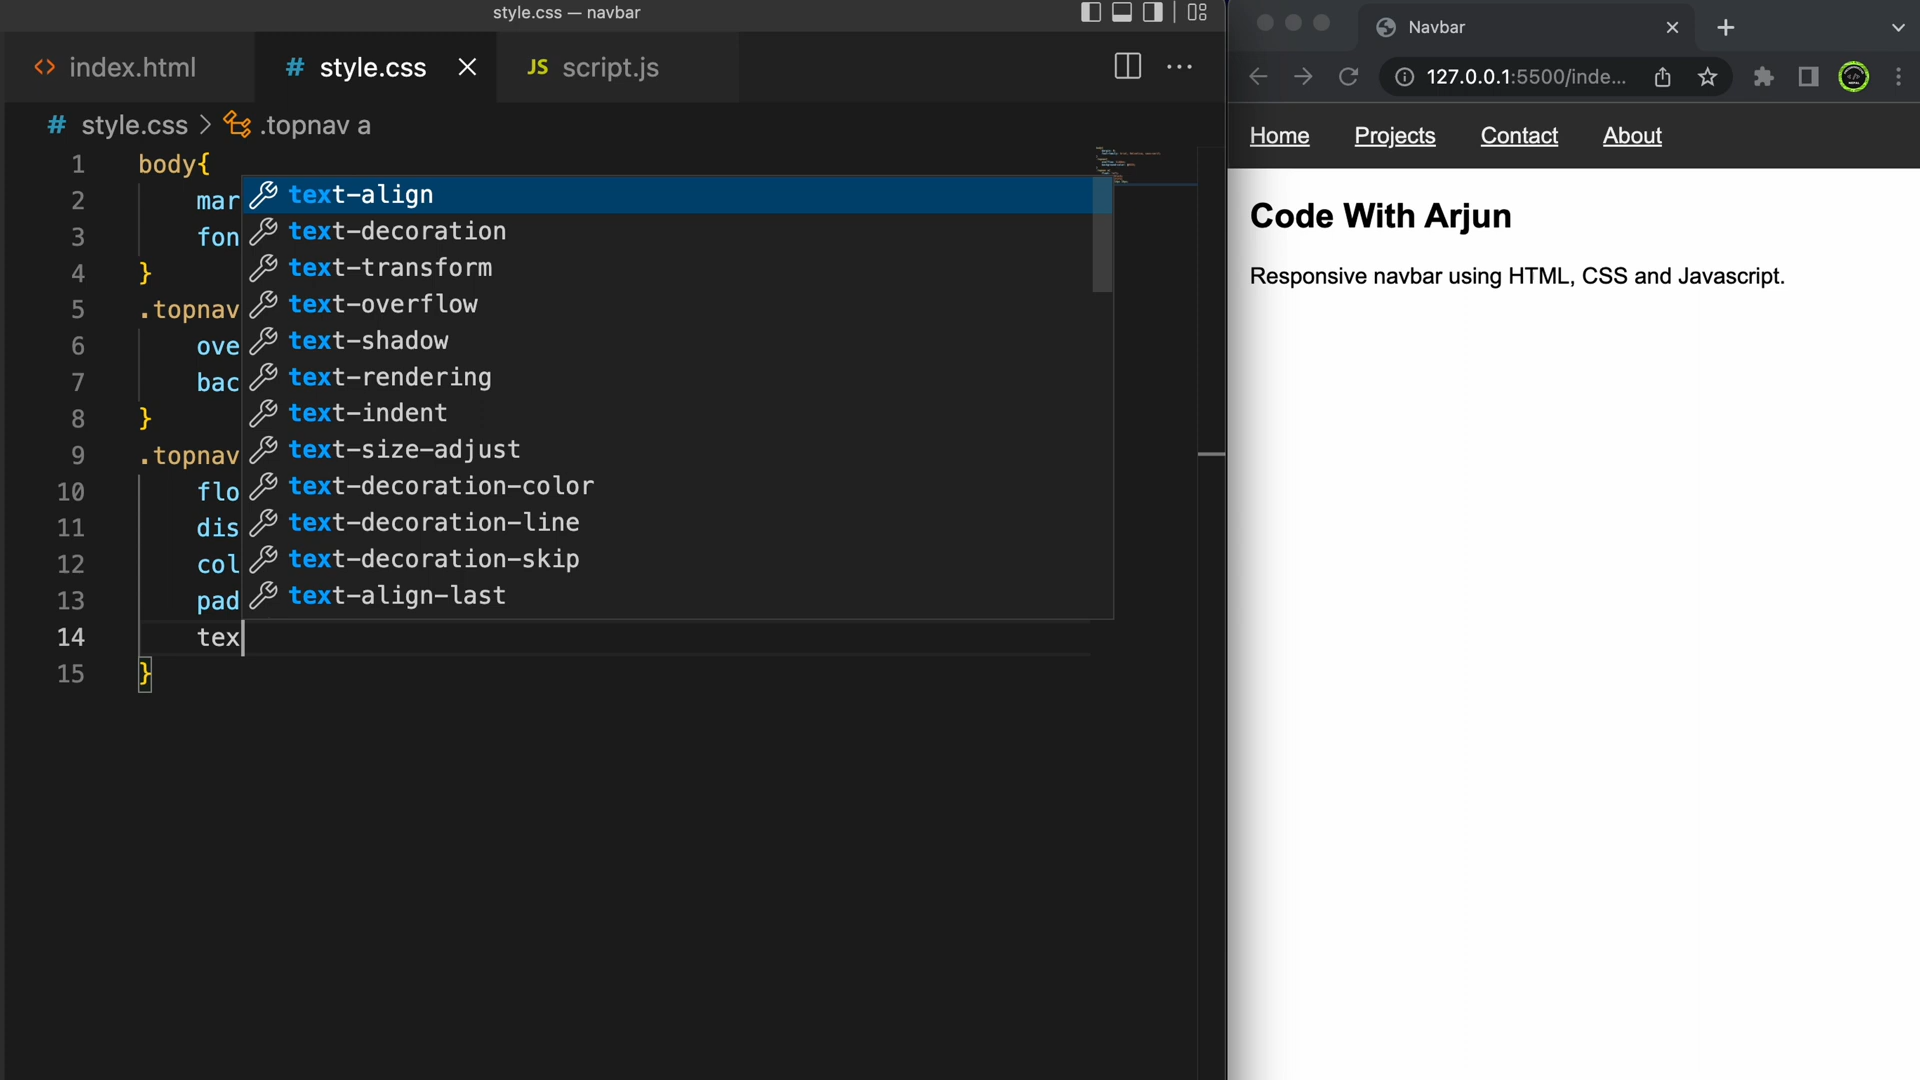 style.css — navbar
index.html
# style.css
JS script.js
# style.css > .topnav a
1 body{
2 mar
3 fon
4 }
5 .topnav
6 ove
7 bac
8 }
9 .topnav
10 flo
11 dis
12 col
13 pad
14 tex
15 }
text-align
text-decoration
text-transform
text-overflow
text-shadow
text-rendering
text-indent
text-size-adjust
text-decoration-color
text-decoration-line
text-decoration-skip
text-align-last
Navbar
127.0.0.1:5500/inde...
Home Projects Contact About
Code With Arjun
Responsive navbar using HTML, CSS and Javascript.